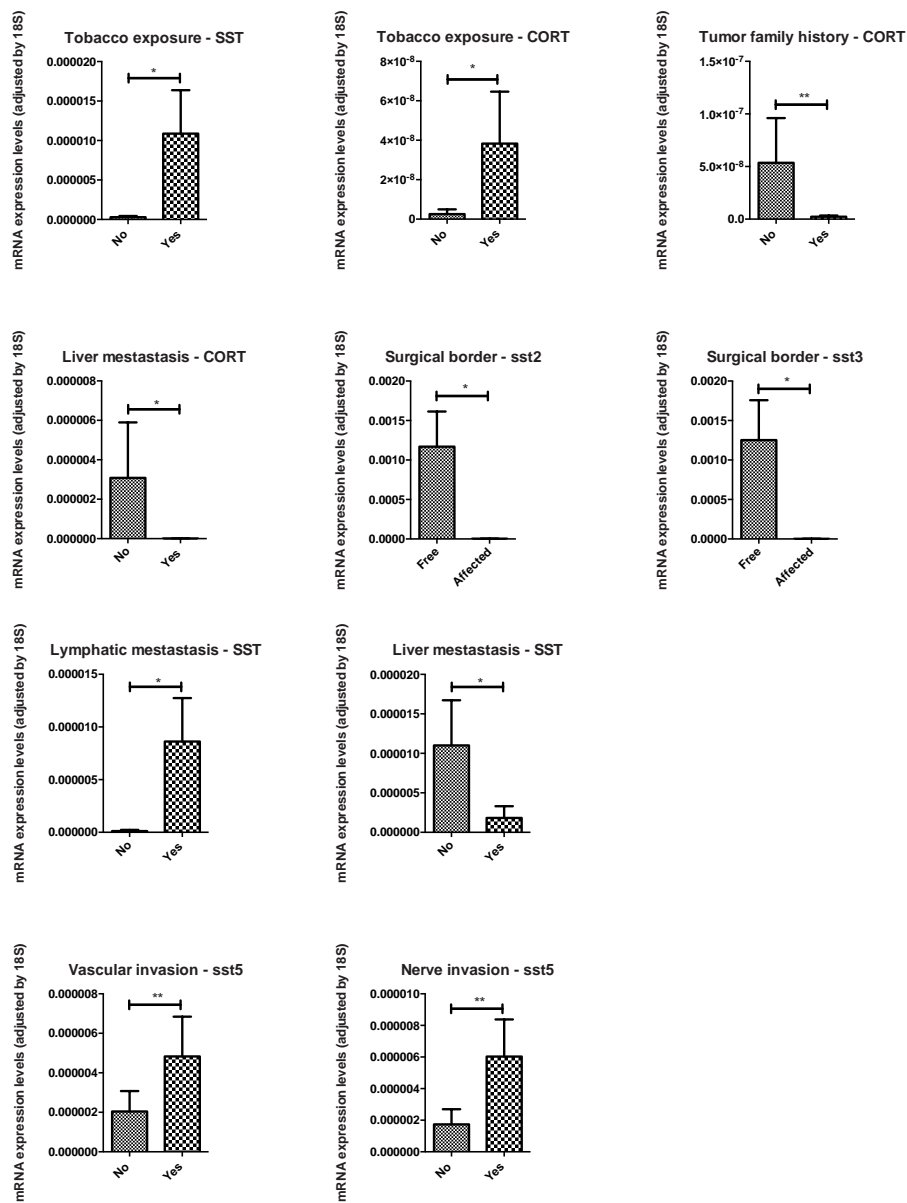 Tobacco exposure - SST
mRNA expression levels (adjusted by 18S)
0.000020
0.000015
0.000010
0.000005
0.000000
*
No
Yes
Tobacco exposure - CORT
mRNA expression levels (adjusted by 18S)
8×10-8
6×10-8
4×10-8
2×10-8
0
*
No
Yes
Tumor family history - CORT
mRNA expression levels (adjusted by 18S)
1.5×10-7
1.0×10-7
5.0×10-8
0.0
**
No
Yes
Liver mestastasis - CORT
mRNA expression levels (adjusted by 18S)
0.000008
0.000006
0.000004
0.000002
0.000000
*
No
Yes
Surgical border - sst2
mRNA expression levels (adjusted by 18S)
0.0020
0.0015
0.0010
0.0005
0.0000
*
Free
Affected
Surgical border - sst3
mRNA expression levels (adjusted by 18S)
0.0020
0.0015
0.0010
0.0005
0.0000
*
Free
Affected
Lymphatic mestastasis - SST
mRNA expression levels (adjusted by 18S)
0.000015
0.000010
0.000005
0.000000
*
No
Yes
Liver mestastasis - SST
mRNA expression levels (adjusted by 18S)
0.000020
0.000015
0.000010
0.000005
0.000000
*
No
Yes
Vascular invasion - sst5
mRNA expression levels (adjusted by 18S)
0.000008
0.000006
0.000004
0.000002
0.000000
**
No
Yes
Nerve invasion - sst5
mRNA expression levels (adjusted by 18S)
0.000010
0.000008
0.000006
0.000004
0.000002
0.000000
**
No
Yes